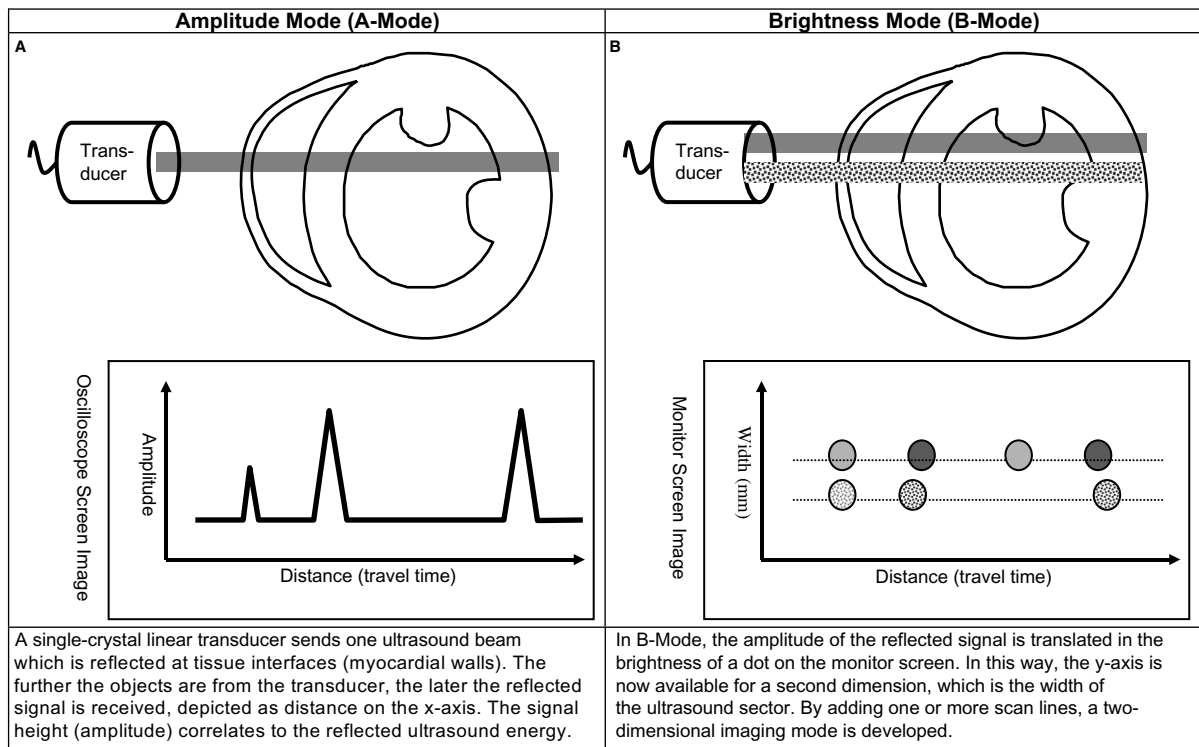 Amplitude Mode (A-Mode)
A
Trans-
ducer
Oscilloscope Screen Image
Amplitude
Distance (travel time)
A single-crystal linear transducer sends one ultrasound beam
which is reflected at tissue interfaces (myocardial walls). The
further the objects are from the transducer, the later the reflected
signal is received, depicted as distance on the x-axis. The signal
height (amplitude) correlates to the reflected ultrasound energy.
Brightness Mode (B-Mode)
B
Trans-
ducer
Monitor Screen Image
Width (mm)
Distance (travel time)
In B-Mode, the amplitude of the reflected signal is translated in the
brightness of a dot on the monitor screen. In this way, the y-axis is
now available for a second dimension, which is the width of
the ultrasound sector. By adding one or more scan lines, a two-
dimensional imaging mode is developed.